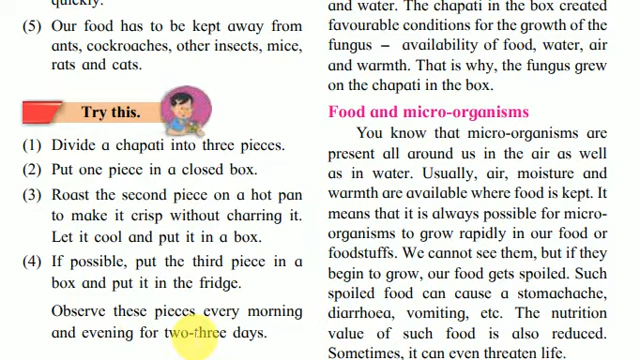 quickly.
(5) Our food has to be kept away from
ants, cockroaches, other insects, mice,
rats and cats.
Try this.
(1) Divide a chapati into three pieces.
(2) Put one piece in a closed box.
(3) Roast the second piece on a hot pan
to make it crisp without charring it.
Let it cool and put it in a box.
(4) If possible, put the third piece in a
box and put it in the fridge.
Observe these pieces every morning
and evening for two-three days.
and water. The chapati in the box created
favourable conditions for the growth of the
fungus – availability of food, water, air
and warmth. That is why, the fungus grew
on the chapati in the box.
Food and micro-organisms
You know that micro-organisms are
present all around us in the air as well
as in water. Usually, air, moisture and
warmth are available where food is kept. It
means that it is always possible for micro-
organisms to grow rapidly in our food or
foodstuffs. We cannot see them, but if they
begin to grow, our food gets spoiled. Such
spoiled food can cause a stomachache,
diarrhoea, vomiting, etc. The nutrition
value of such food is also reduced.
Sometimes, it can even threaten life.